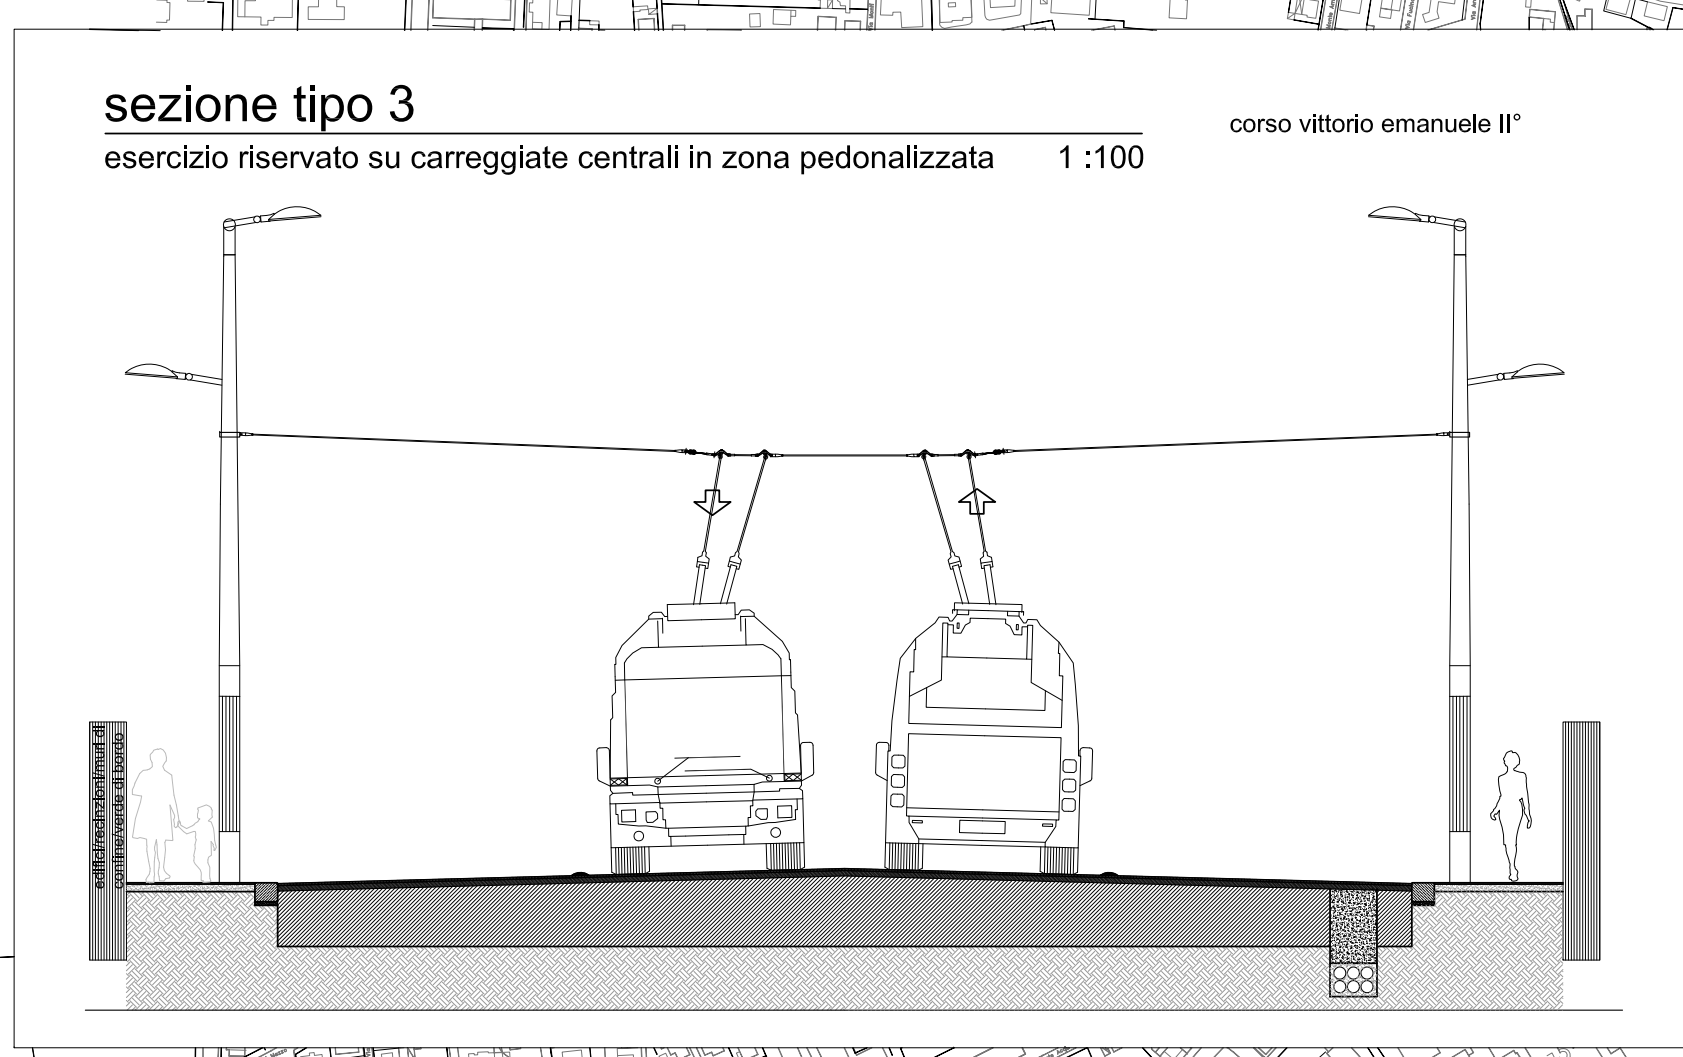 sezione tipo 3
corso vittorio emanuele II°
esercizio riservato su carreggiate centrali in zona pedonalizzata 1 :100
edifici/recinzioni/muri di
confine/verde di bordo